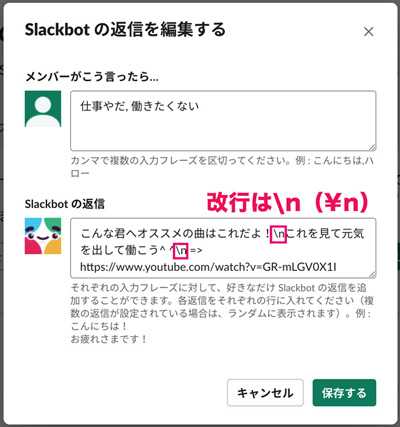 Slackbot の返信を編集する
メンバーがこう言ったら...
仕事やだ, 働きたくない
カンマで複数の入力フレーズを区切ってください。例 : こんにちは,ハ
ロー
改行は\n（¥n）
Slackbot の返信
こんな君へオススメの曲はこれだよ！\nこれを見て元気
を出して働こう^ ^\n =>
https://www.youtube.com/watch?v=GR-mLGV0X1I
それぞれの入力フレーズに対して、好きなだけ Slackbot の返信を追
加することができます。各返信をそれぞれの行に入れてください（複
数の返信が設定されている場合は、ランダムに表示されます）。例 :
こんにちは！
お疲れさまです！
キャンセル
保存する